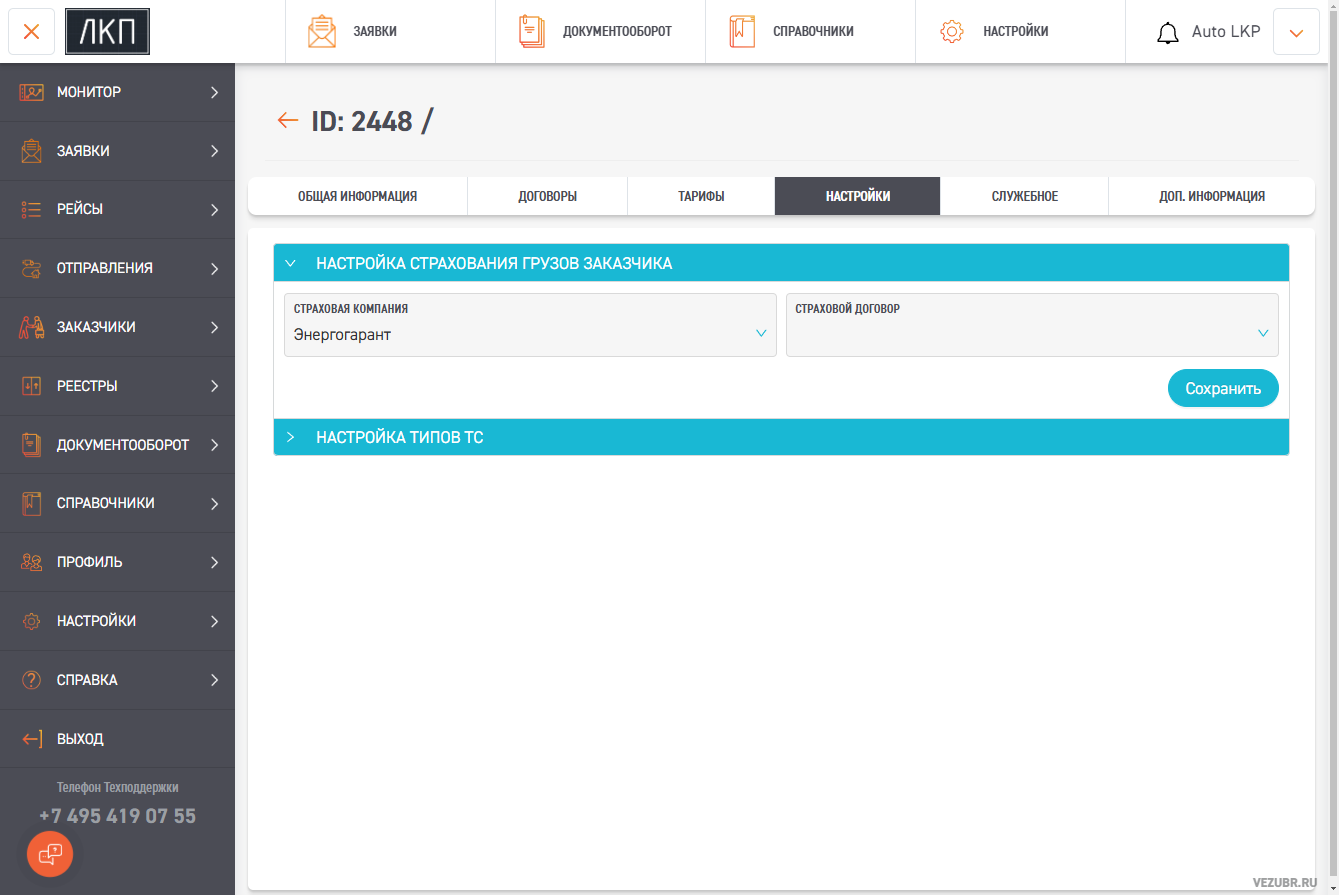 ЛКП
ЗАЯВКИ
ДОКУМЕНТООБОРОТ
СПРАВОЧНИКИ
НАСТРОЙКИ
Auto LKP
МОНИТОР
ЗАЯВКИ
РЕЙСЫ
ОТПРАВЛЕНИЯ
ЗАКАЗЧИКИ
РЕЕСТРЫ
ДОКУМЕНТООБОРОТ
СПРАВОЧНИКИ
ПРОФИЛЬ
НАСТРОЙКИ
СПРАВКА
ВЫХОД
Телефон Техподдержки
+7 495 419 07 55
ID: 2448 /
ОБЩАЯ ИНФОРМАЦИЯ
ДОГОВОРЫ
ТАРИФЫ
НАСТРОЙКИ
СЛУЖЕБНОЕ
ДОП. ИНФОРМАЦИЯ
НАСТРОЙКА СТРАХОВАНИЯ ГРУЗОВ ЗАКАЗЧИКА
СТРАХОВАЯ КОМПАНИЯ
Энергогарант
СТРАХОВОЙ ДОГОВОР
Сохранить
НАСТРОЙКА ТИПОВ ТС
VEZUBR.RU